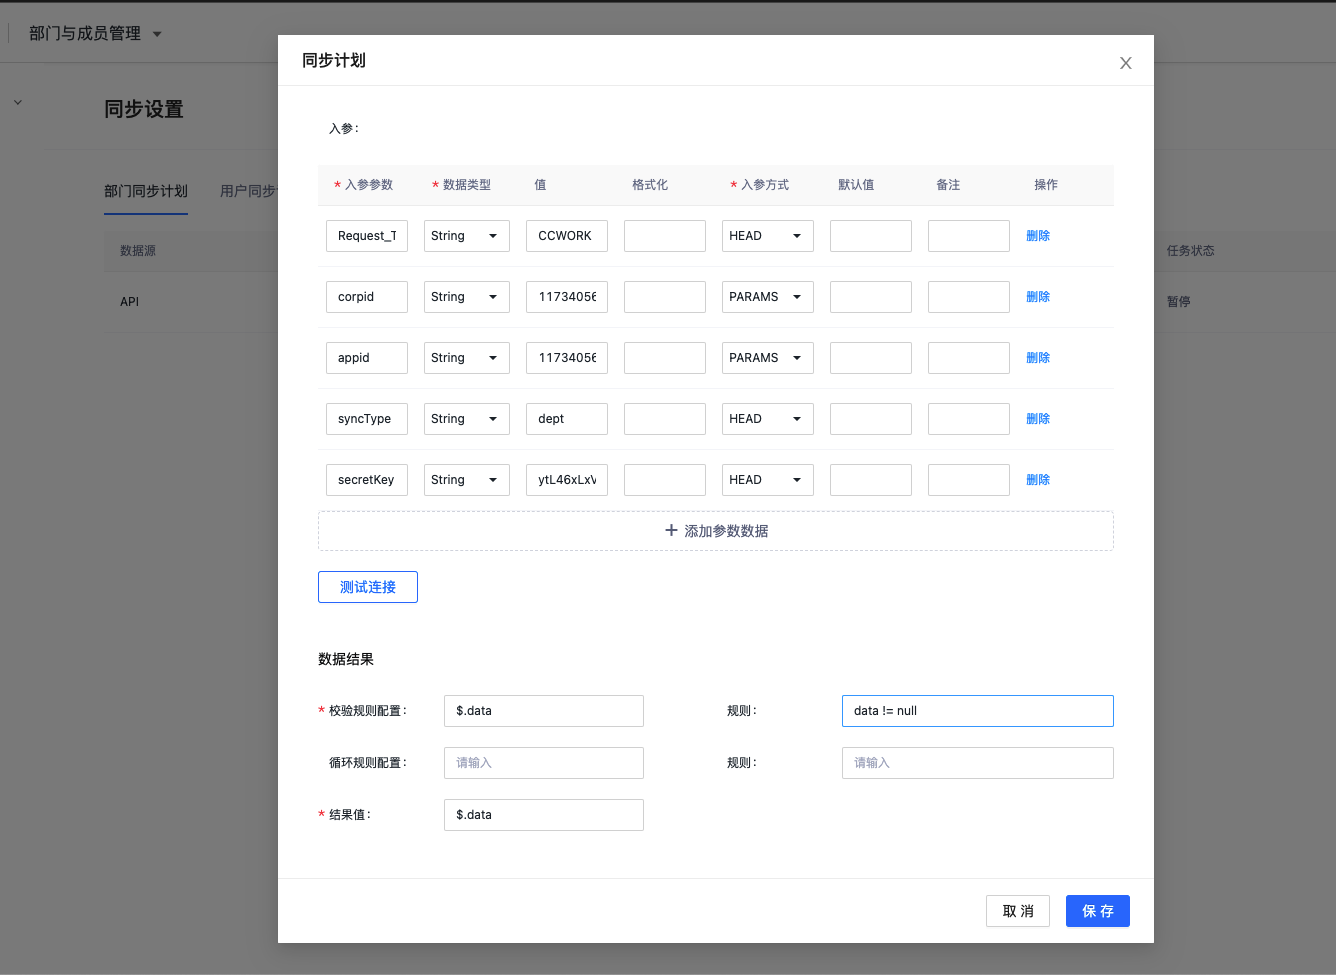 部门与成员管理
同步设置
部门同步计划 用户同步
数据源
任务状态
API
暂停
同步计划
入参：
* 入参参数 * 数据类型 值 格式化 * 入参方式 默认值 备注 操作
Request_T String CCWORK HEAD 删除
corpid String 11734056 PARAMS 删除
appid String 11734056 PARAMS 删除
syncType String dept HEAD 删除
secretKey String ytL46xLxV HEAD 删除
+ 添加参数数据
测试连接
数据结果
* 校验规则配置： $.data 规则： data != null
循环规则配置： 请输入 规则： 请输入
* 结果值： $.data
取 消 保 存